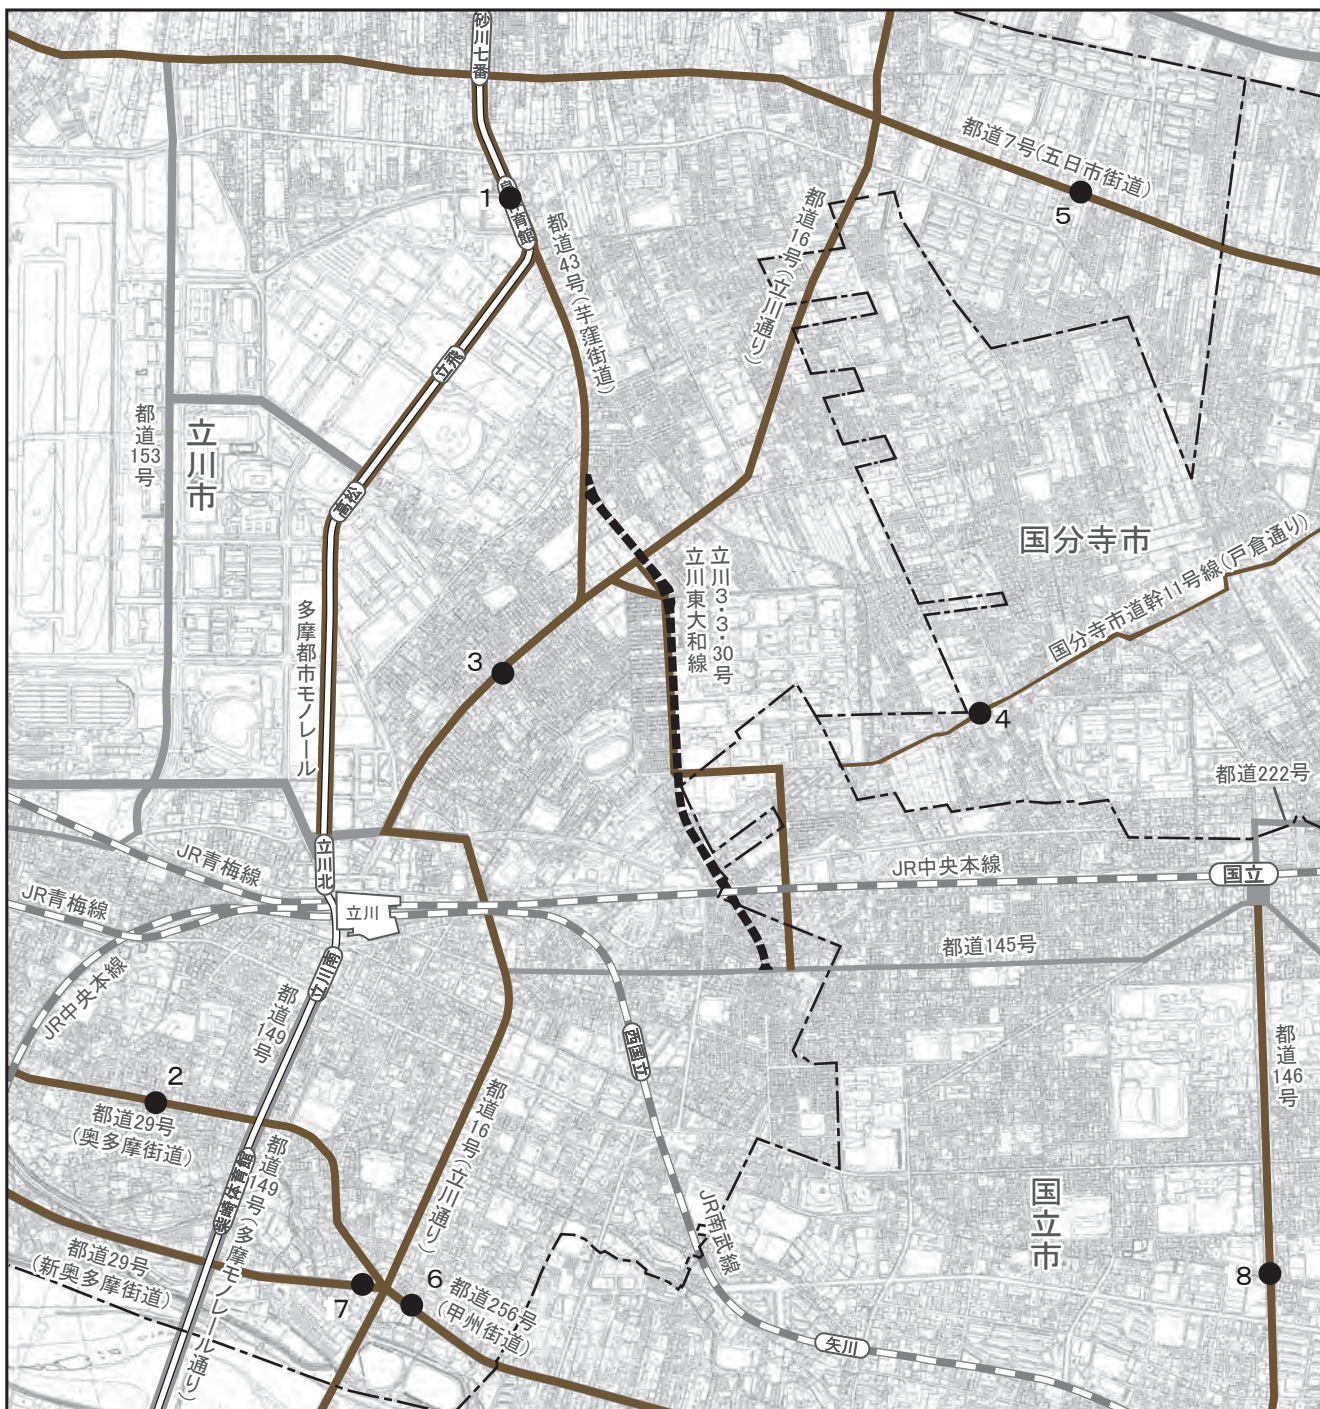 砂川七番
都道7号(五日市街道)
5
1
育館
都道43号(芋窪街道)
都道16号(立川通り)
立飛
都道153号
立川市
高松
国分寺市
国分寺市道幹11号線(戸倉通り)
立川3・3・30号
立川東大和線
多摩都市モノレール
3
4
都道222号
JR青梅線
立川北
JR中央本線
国立
JR青梅線
立川
都道145号
JR中央本線
立川南
都道149号
西国立
都道146号
2
都道29号
(奥多摩街道)
都道16号(立川通り)
柴崎体育館
都道149号(多摩モノレール通り)
JR南武線
国立市
都道29号
(新奥多摩街道)
7
6
都道256号
(甲州街道)
8
矢川